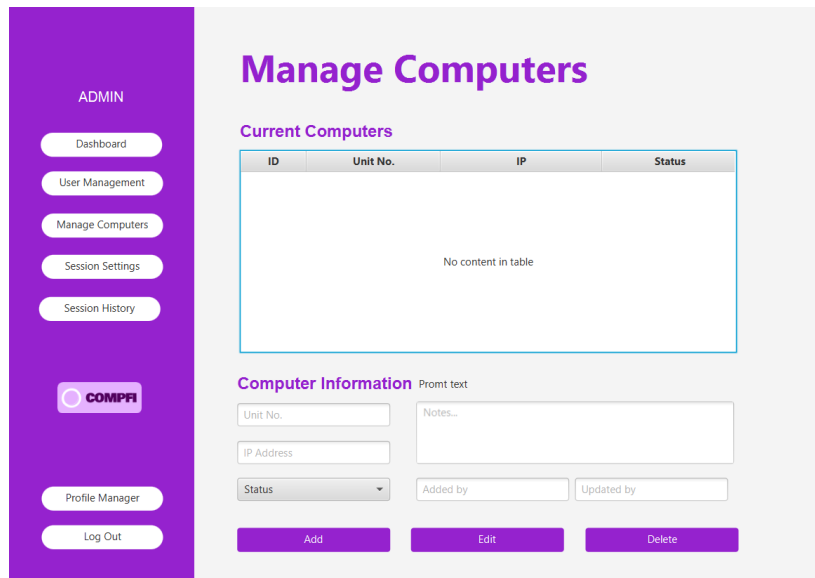 ADMIN
Dashboard
User Management
Manage Computers
Session Settings
Session History
COMPFI
Profile Manager
Log Out
Manage Computers
Current Computers
ID Unit No. IP Status
No content in table
Computer Information Promt text
Unit No.
Notes...
IP Address
Status
Added by
Updated by
Add
Edit
Delete